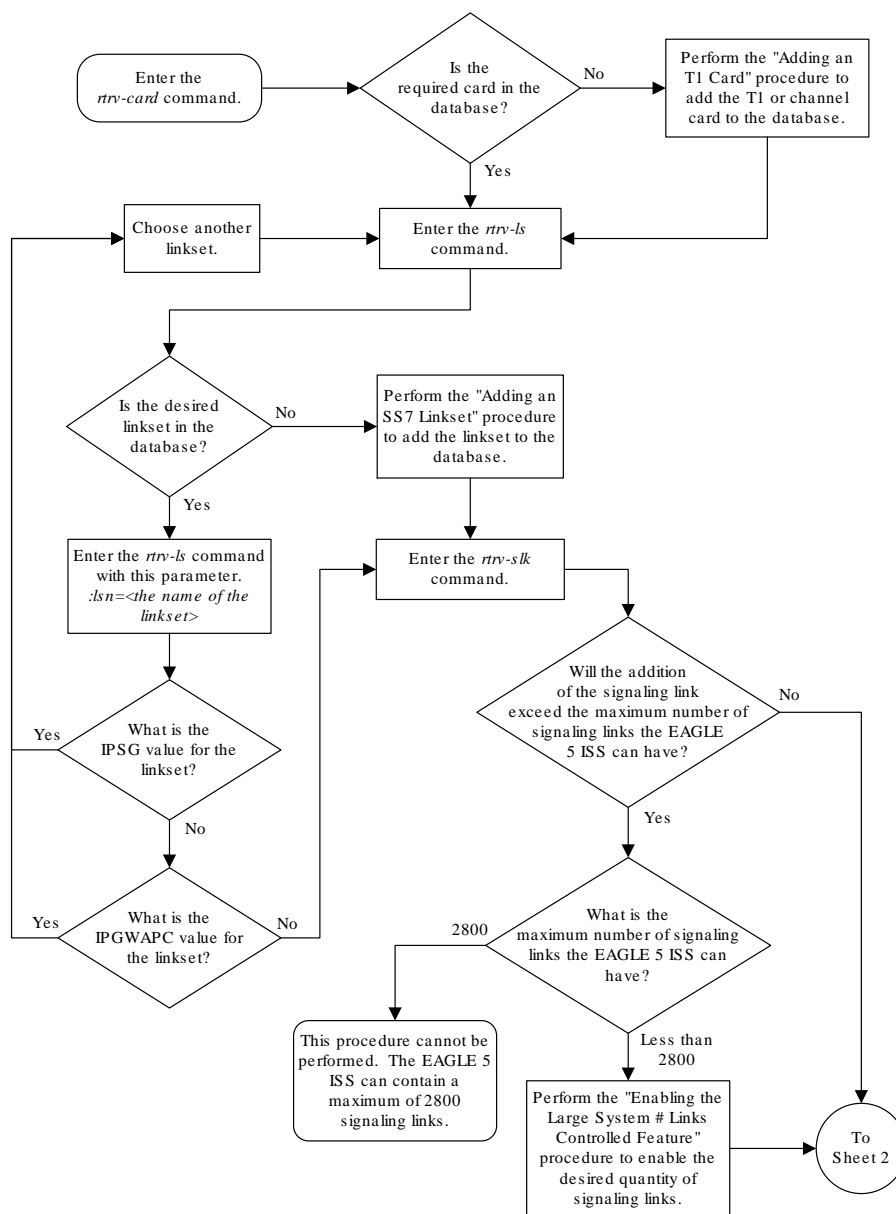 Enter the
rtrv-card command.
Is the
required card in the
database?
No
Perform the "Adding an
T1 Card" procedure to
add the T1 or channel
card to the database.
Yes
Choose another
linkset.
Enter the rtrv-ls
command.
Is the desired
linkset in the
database?
No
Perform the "Adding an
SS7 Linkset" procedure
to add the linkset to the
database.
Yes
Enter the rtrv-ls command
with this parameter.
:lsn=<the name of the
linkset>
Enter the rtrv-slk
command.
Will the addition
of the signaling link
exceed the maximum number of
signaling links the EAGLE
5 ISS can have?
No
Yes
What is the
IPSG value for the
linkset?
Yes
No
What is the
IPGWAPC value for
the linkset?
Yes
No
What is the
maximum number of signaling
links the EAGLE 5 ISS can
have?
2800
This procedure cannot be
performed. The EAGLE 5
ISS can contain a
maximum of 2800
signaling links.
Less than
2800
Perform the "Enabling the
Large System # Links
Controlled Feature"
procedure to enable the
desired quantity of
signaling links.
To
Sheet 2